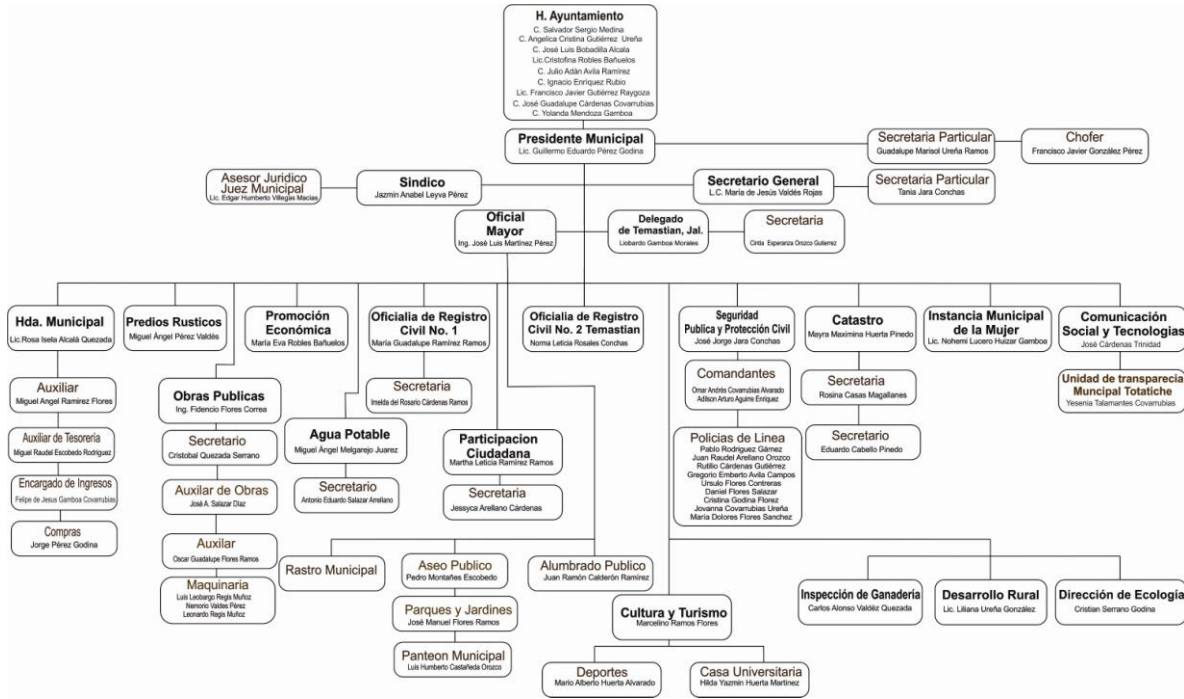 H. Ayuntamiento
C. Salvador Sergio Medina
C. Angelica Cristina Gutiérrez Ureña
C. José Luis Bobadilla Alcala
Lic.Cristofina Robles Bañuelos
C. Julio Adán Avila Ramírez
C. Ignacio Enríquez Rubio
Lic. Francisco Javier Gutiérrez Raygoza
C. José Guadalupe Cárdenas Covarrubias
C. Yolanda Mendoza Gamboa
Presidente Municipal
Lic. Guillermo Eduardo Pérez Godina
Secretaria Particular
Guadalupe Marisol Ureña Ramos
Chofer
Francisco Javier González Pérez
Asesor Juridico
Juez Municipal
Lic. Edgar Humberto Villegas Macias
Sindico
Jazmin Anabel Leyva Pérez
Secretario General
L.C. María de Jesús Valdés Rojas
Secretaria Particular
Tania Jara Conchas
Oficial
Mayor
Ing. José Luis Martínez Pérez
Delegado
de Temastian, Jal.
Liobardo Gamboa Morales
Secretaria
Cintia Esperanza Orozco Gutierrez
Hda. Municipal
Lic.Rosa Isela Alcalá Quezada
Predios Rusticos
Miguel Ángel Pérez Valdés
Promoción
Económica
María Eva Robles Bañuelos
Oficialia de Registro
Civil No. 1
María Guadalupe Ramírez Ramos
Oficialia de Registro
Civil No. 2 Temastian
Norma Leticia Rosales Conchas
Seguridad
Publica y Protección Civil
José Jorge Jara Conchas
Catastro
Mayra Maximina Huerta Pinedo
Instancia Municipal
de la Mujer
Lic. Nohemi Lucero Huizar Gamboa
Comunicación
Social y Tecnologias
José Cárdenas Trinidad
Auxiliar
Miguel Angel Ramirez Flores
Auxiliar de Tesoreria
Miguel Raudel Escobedo Rodriguez
Encargado de Ingresos
Felipe de Jesus Gamboa Covarrubias
Compras
Jorge Pérez Godina
Obras Publicas
Ing. Fidencio Flores Correa
Secretario
Cristobal Quezada Serrano
Auxilar de Obras
José A. Salazar Díaz
Auxilar
Oscar Guadalupe Flores Ramos
Maquinaria
Luis Leobargo Regis Muñoz
Nemorio Valdes Pérez
Leonardo Regis Muñoz
Agua Potable
Miguel Ángel Melgarejo Juarez
Secretario
Antonio Eduardo Salazar Arrellano
Secretaria
Imelda del Rosario Cárdenas Ramos
Participacion
Ciudadana
Martha Leticia Ramírez Ramos
Secretaria
Jessyca Arellano Cárdenas
Comandantes
Omar Andrés Covarrubias Alvarado
Adilson Arturo Aguirre Enriquez
Policias de Linea
Pablo Rodriguez Gámez
Juan Raudel Arellano Orozco
Rutilio Cárdenas Gutiérrez
Gregorio Emberto Avila Campos
Úrsulo Flores Contreras
Daniel Flores Salazar
Cristina Godina Florez
Jovanna Covarrubias Ureña
María Dolores Flores Sanchez
Secretaria
Rosina Casas Magallanes
Secretario
Eduardo Cabello Pinedo
Unidad de transparecia
Muncipal Totatiche
Yesenia Talamantes Covarrubias
Rastro Municipal
Aseo Publico
Pedro Montañes Escobedo
Parques y Jardines
José Manuel Flores Ramos
Panteon Municipal
Luis Humberto Castañeda Orozco
Alumbrado Publico
Juan Ramón Calderón Ramírez
Cultura y Turismo
Marcelino Ramos Flores
Deportes
Mario Alberto Huerta Alvarado
Casa Universitaria
Hilda Yazmin Huerta Martínez
Inspección de Ganadería
Carlos Alonso Valdéz Quezada
Desarrollo Rural
Lic. Liliana Ureña González
Dirección de Ecología
Cristian Serrano Godina